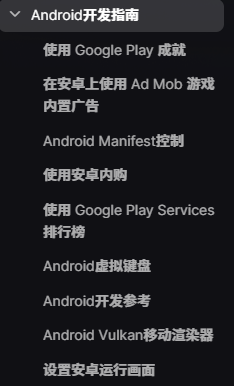 Android开发指南
使用 Google Play 成就
在安卓上使用 Ad Mob 游戏
内置广告
Android Manifest控制
使用安卓内购
使用 Google Play Services
排行榜
Android虚拟键盘
Android开发参考
Android Vulkan移动渲染器
设置安卓运行画面